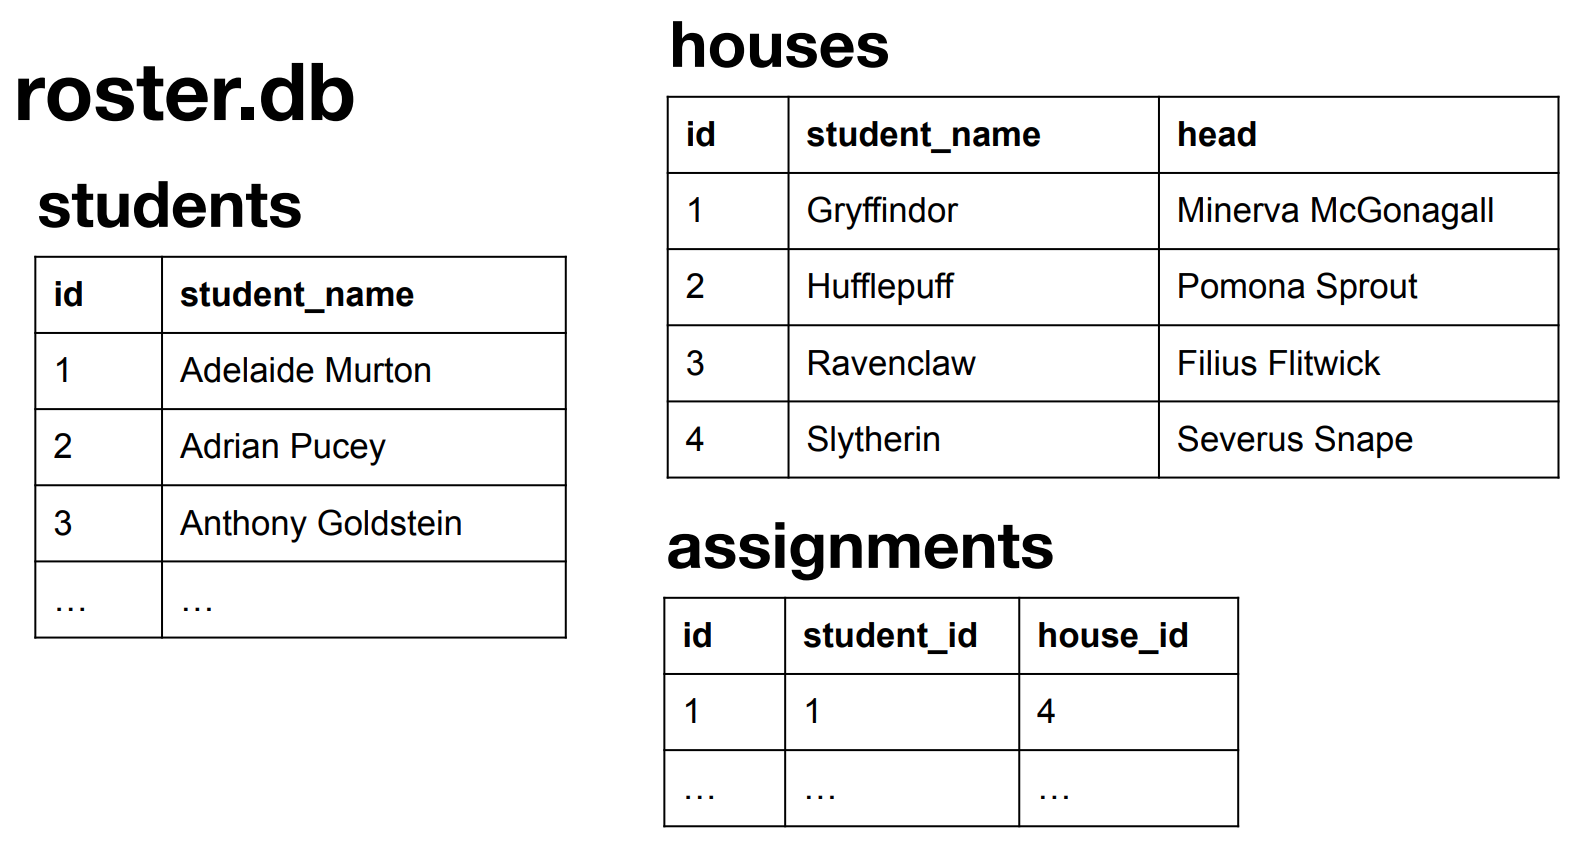 roster.db
students
id student_name
1 Adelaide Murton
2 Adrian Pucey
3 Anthony Goldstein
… …
houses
id student_name head
1 Gryffindor Minerva McGonagall
2 Hufflepuff Pomona Sprout
3 Ravenclaw Filius Flitwick
4 Slytherin Severus Snape
assignments
id student_id house_id
1 1 4
… … …